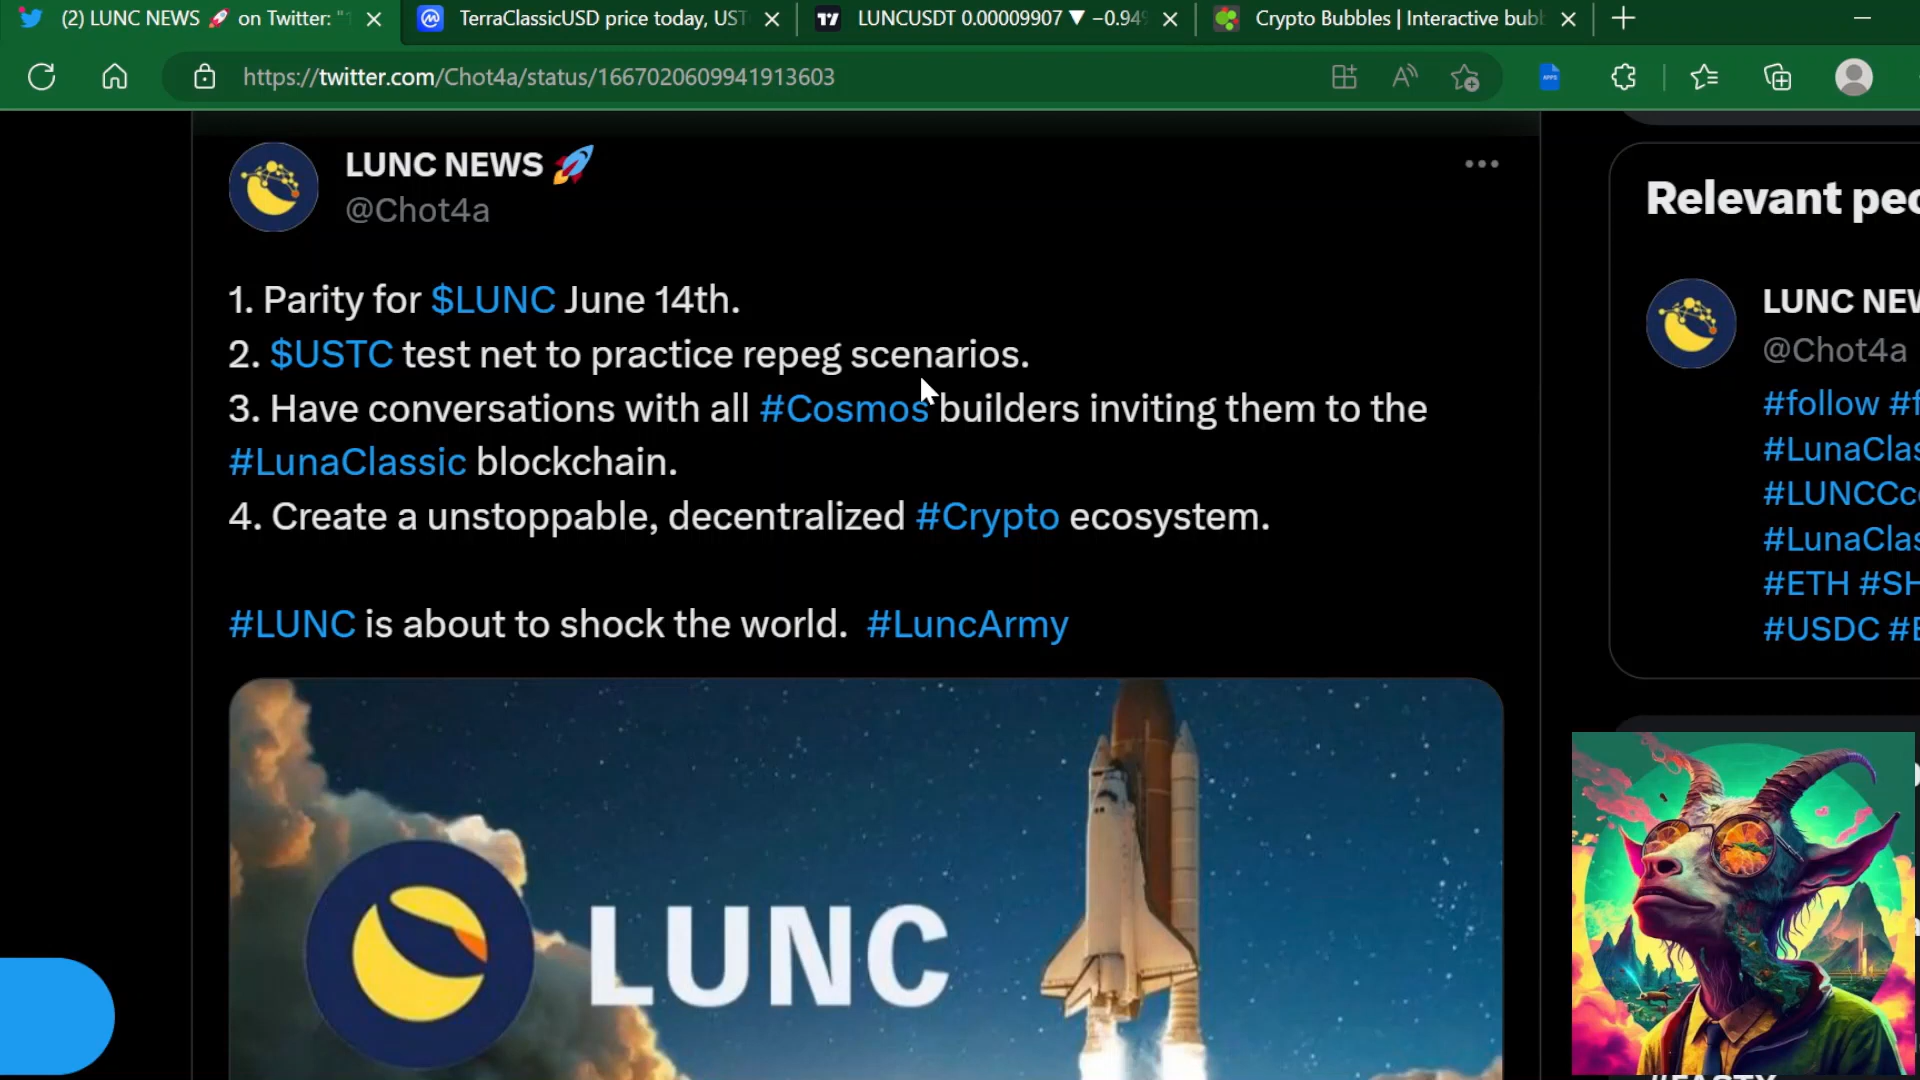 (2) LUNC NEWS 🚀 on Twitter: "1
TerraClassicUSD price today, UST
LUNCUSDT 0.00009907 ▼ −0.94%
Crypto Bubbles | Interactive bub
https://twitter.com/Chot4a/status/1667020609941913603
LUNC NEWS 🚀
@Chot4a
1. Parity for $LUNC June 14th.
2. $USTC test net to practice repeg scenarios.
3. Have conversations with all #Cosmos builders inviting them to the
#LunaClassic blockchain.
4. Create a unstoppable, decentralized #Crypto ecosystem.
#LUNC is about to shock the world. #LuncArmy
LUNC
Relevant peo
LUNC NEW
@Chot4a
#follow #f
#LunaClas
#LUNCCco
#LunaClas
#ETH #SH
#USDC #E